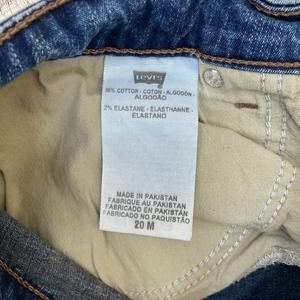 LEVI'S
98% COTTON - COTON - ALGODÓN -
ALGODÃO
2% ELASTANE - ELASTHANNE -
ELASTANO
MADE IN PAKISTAN
FABRIQUE AU PAKISTAN
FABRICADO EN PAKISTÁN
FABRICADO NO PAQUISTÃO
20 M